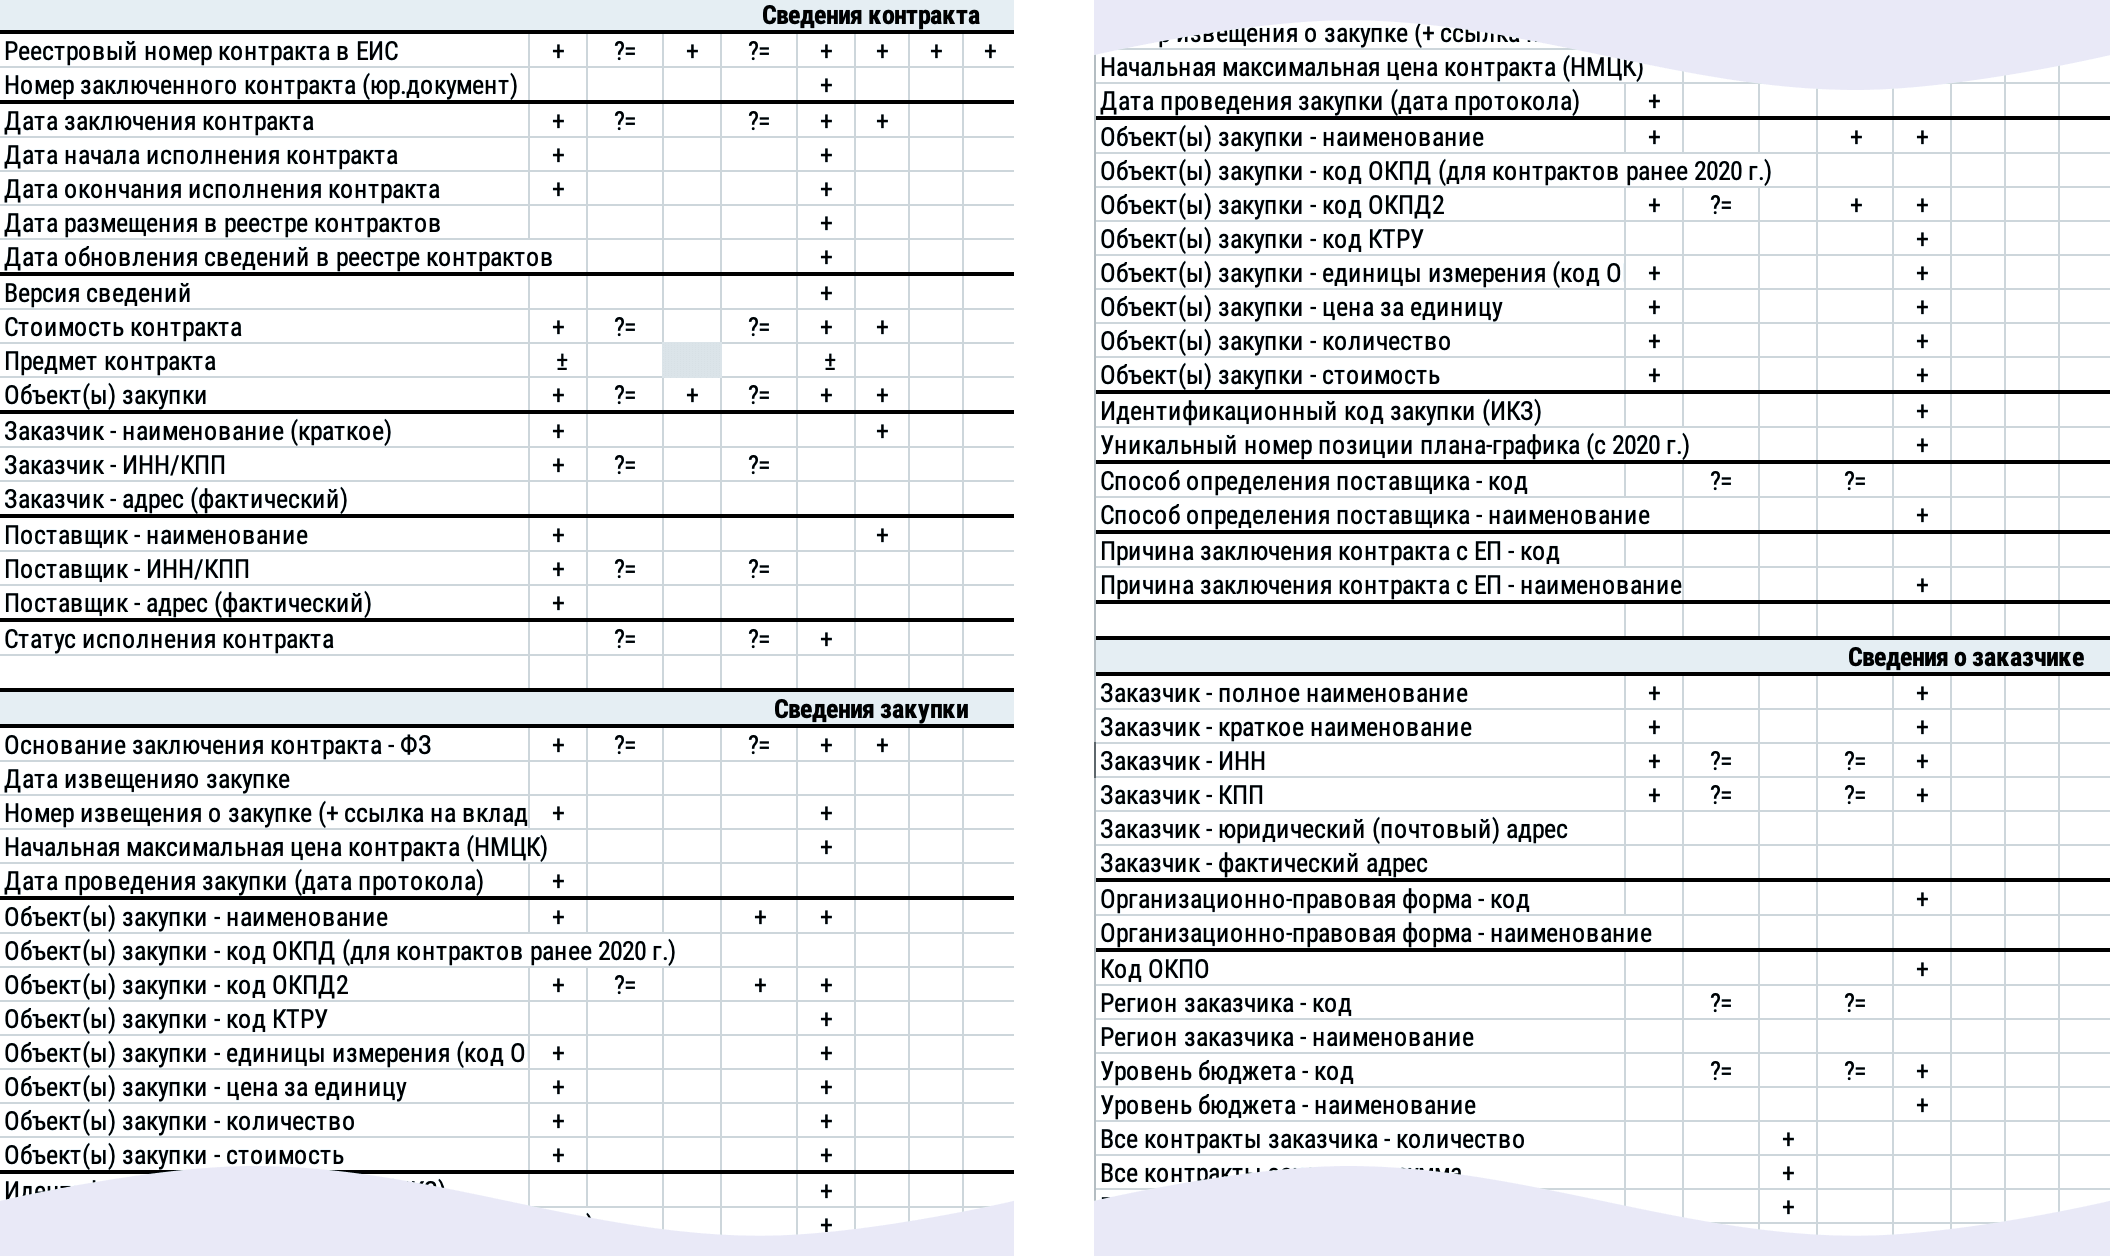 Сведения контракта
Реестровый номер контракта в ЕИС + ?= + ?= + + + +
Номер заключенного контракта (юр.документ) +
Дата заключения контракта + ?= ?= + +
Дата начала исполнения контракта + +
Дата окончания исполнения контракта + +
Дата размещения в реестре контрактов +
Дата обновления сведений в реестре контрактов +
Версия сведений +
Стоимость контракта + ?= ?= + +
Предмет контракта ± ±
Объект(ы) закупки + ?= + ?= + +
Заказчик - наименование (краткое) + +
Заказчик - ИНН/КПП + ?= ?=
Заказчик - адрес (фактический)
Поставщик - наименование + +
Поставщик - ИНН/КПП + ?= ?=
Поставщик - адрес (фактический) +
Статус исполнения контракта ?= ?= +
Сведения закупки
Основание заключения контракта - ФЗ + ?= ?= + +
Дата извещенияо закупке
Номер извещения о закупке (+ ссылка на вклад + +
Начальная максимальная цена контракта (НМЦК) +
Дата проведения закупки (дата протокола) +
Объект(ы) закупки - наименование + + +
Объект(ы) закупки - код ОКПД (для контрактов ранее 2020 г.)
Объект(ы) закупки - код ОКПД2 + ?= + +
Объект(ы) закупки - код КТРУ +
Объект(ы) закупки - единицы измерения (код О + +
Объект(ы) закупки - цена за единицу + +
Объект(ы) закупки - количество + +
Объект(ы) закупки - стоимость + +
+
+
извещения о закупке (+ ссылка
Начальная максимальная цена контракта (НМЦК)
Дата проведения закупки (дата протокола) +
Объект(ы) закупки - наименование + + +
Объект(ы) закупки - код ОКПД (для контрактов ранее 2020 г.)
Объект(ы) закупки - код ОКПД2 + ?= + +
Объект(ы) закупки - код КТРУ +
Объект(ы) закупки - единицы измерения (код О + +
Объект(ы) закупки - цена за единицу + +
Объект(ы) закупки - количество + +
Объект(ы) закупки - стоимость + +
Идентификационный код закупки (ИКЗ) +
Уникальный номер позиции плана-графика (с 2020 г.) +
Способ определения поставщика - код ?= ?=
Способ определения поставщика - наименование +
Причина заключения контракта с ЕП - код
Причина заключения контракта с ЕП - наименование +
Сведения о заказчике
Заказчик - полное наименование + +
Заказчик - краткое наименование + +
Заказчик - ИНН + ?= ?= +
Заказчик - КПП + ?= ?= +
Заказчик - юридический (почтовый) адрес
Заказчик - фактический адрес
Организационно-правовая форма - код +
Организационно-правовая форма - наименование
Код ОКПО +
Регион заказчика - код ?= ?=
Регион заказчика - наименование
Уровень бюджета - код ?= ?= +
Уровень бюджета - наименование +
Все контракты заказчика - количество +
Все контракты +
+